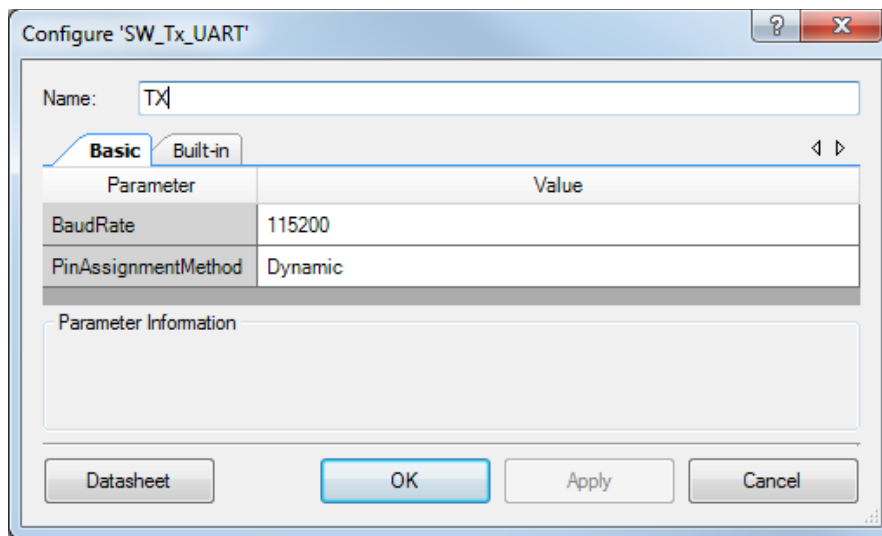 Configure 'SW_Tx_UART'
Name: TX
Basic Built-in
Parameter Value
BaudRate 115200
PinAssignmentMethod Dynamic
Parameter Information
Datasheet OK Apply Cancel